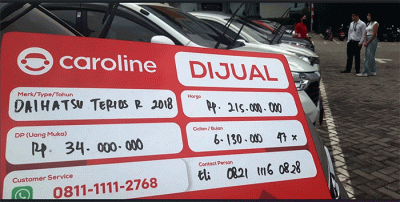 caroline
DIJUAL
Merk/Type/Tahun
DAIHATSU TERIOS R 2018
Harga
Rp. 215.000.000
DP (Uang Muka)
Rp. 34.000.000
Cicilan / Bulan
6.130.000 47 x
Customer Service
0811-1111-2768
Contact Person
Eli 0821 1116 0828